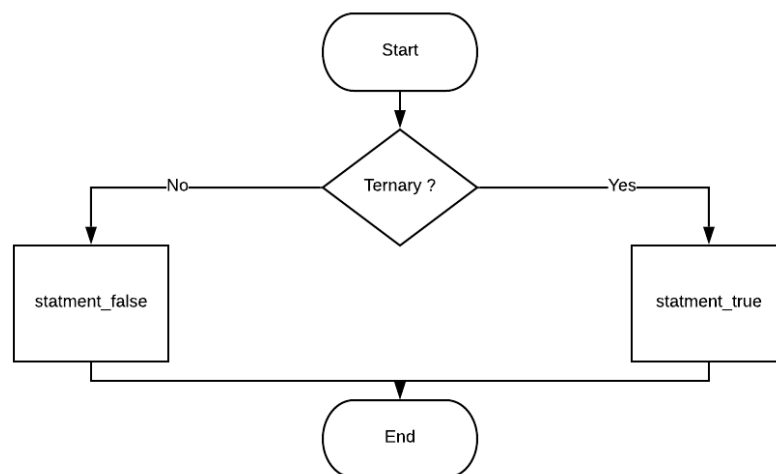 Start
Ternary ?
No
Yes
statment_false
statment_true
End